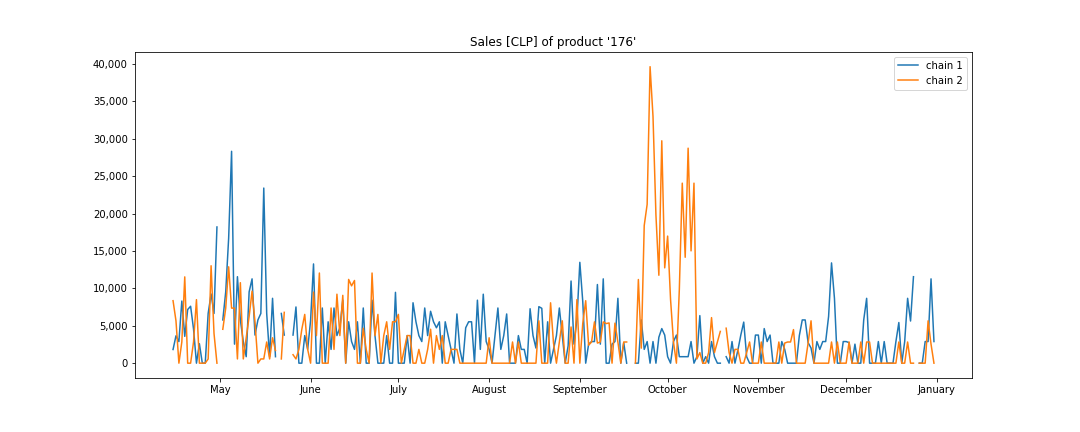 Sales [CLP] of product '176'
chain 1
chain 2
40,000
35,000
30,000
25,000
20,000
15,000
10,000
5,000
0
May June July August September October November December January